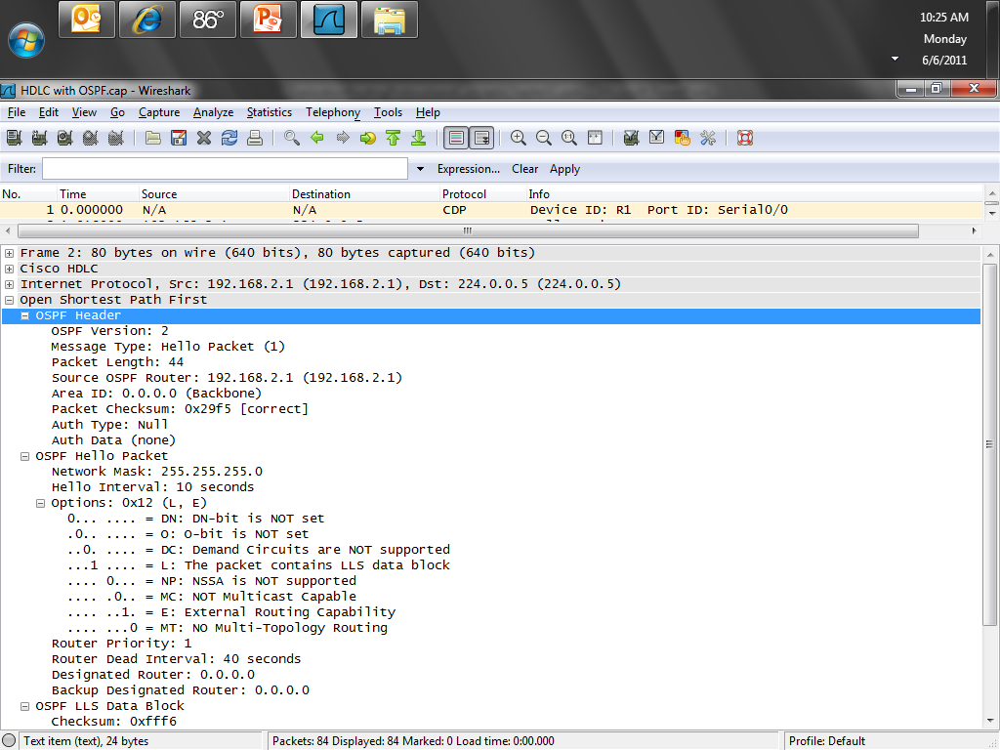 86°
10:25 AM
Monday
6/6/2011
HDLC with OSPF.cap - Wireshark
File Edit View Go Capture Analyze Statistics Telephony Tools Help
Filter: Expression... Clear Apply
No. Time Source Destination Protocol Info
1 0.000000 N/A N/A CDP Device ID: R1 Port ID: Serial0/0
Frame 2: 80 bytes on wire (640 bits), 80 bytes captured (640 bits)
Cisco HDLC
Internet Protocol, Src: 192.168.2.1 (192.168.2.1), Dst: 224.0.0.5 (224.0.0.5)
Open Shortest Path First
OSPF Header
OSPF Version: 2
Message Type: Hello Packet (1)
Packet Length: 44
Source OSPF Router: 192.168.2.1 (192.168.2.1)
Area ID: 0.0.0.0 (Backbone)
Packet Checksum: 0x29f5 [correct]
Auth Type: Null
Auth Data (none)
OSPF Hello Packet
Network Mask: 255.255.255.0
Hello Interval: 10 seconds
Options: 0x12 (L, E)
0... .... = DN: DN-bit is NOT set
.0.. .... = O: O-bit is NOT set
..0. .... = DC: Demand Circuits are NOT supported
...1 .... = L: The packet contains LLS data block
.... 0... = NP: NSSA is NOT supported
.... .0.. = MC: NOT Multicast Capable
.... ..1. = E: External Routing Capability
.... ...0 = MT: NO Multi-Topology Routing
Router Priority: 1
Router Dead Interval: 40 seconds
Designated Router: 0.0.0.0
Backup Designated Router: 0.0.0.0
OSPF LLS Data Block
Checksum: 0xfff6
Text item (text), 24 bytes
Packets: 84 Displayed: 84 Marked: 0 Load time: 0:00.000
Profile: Default